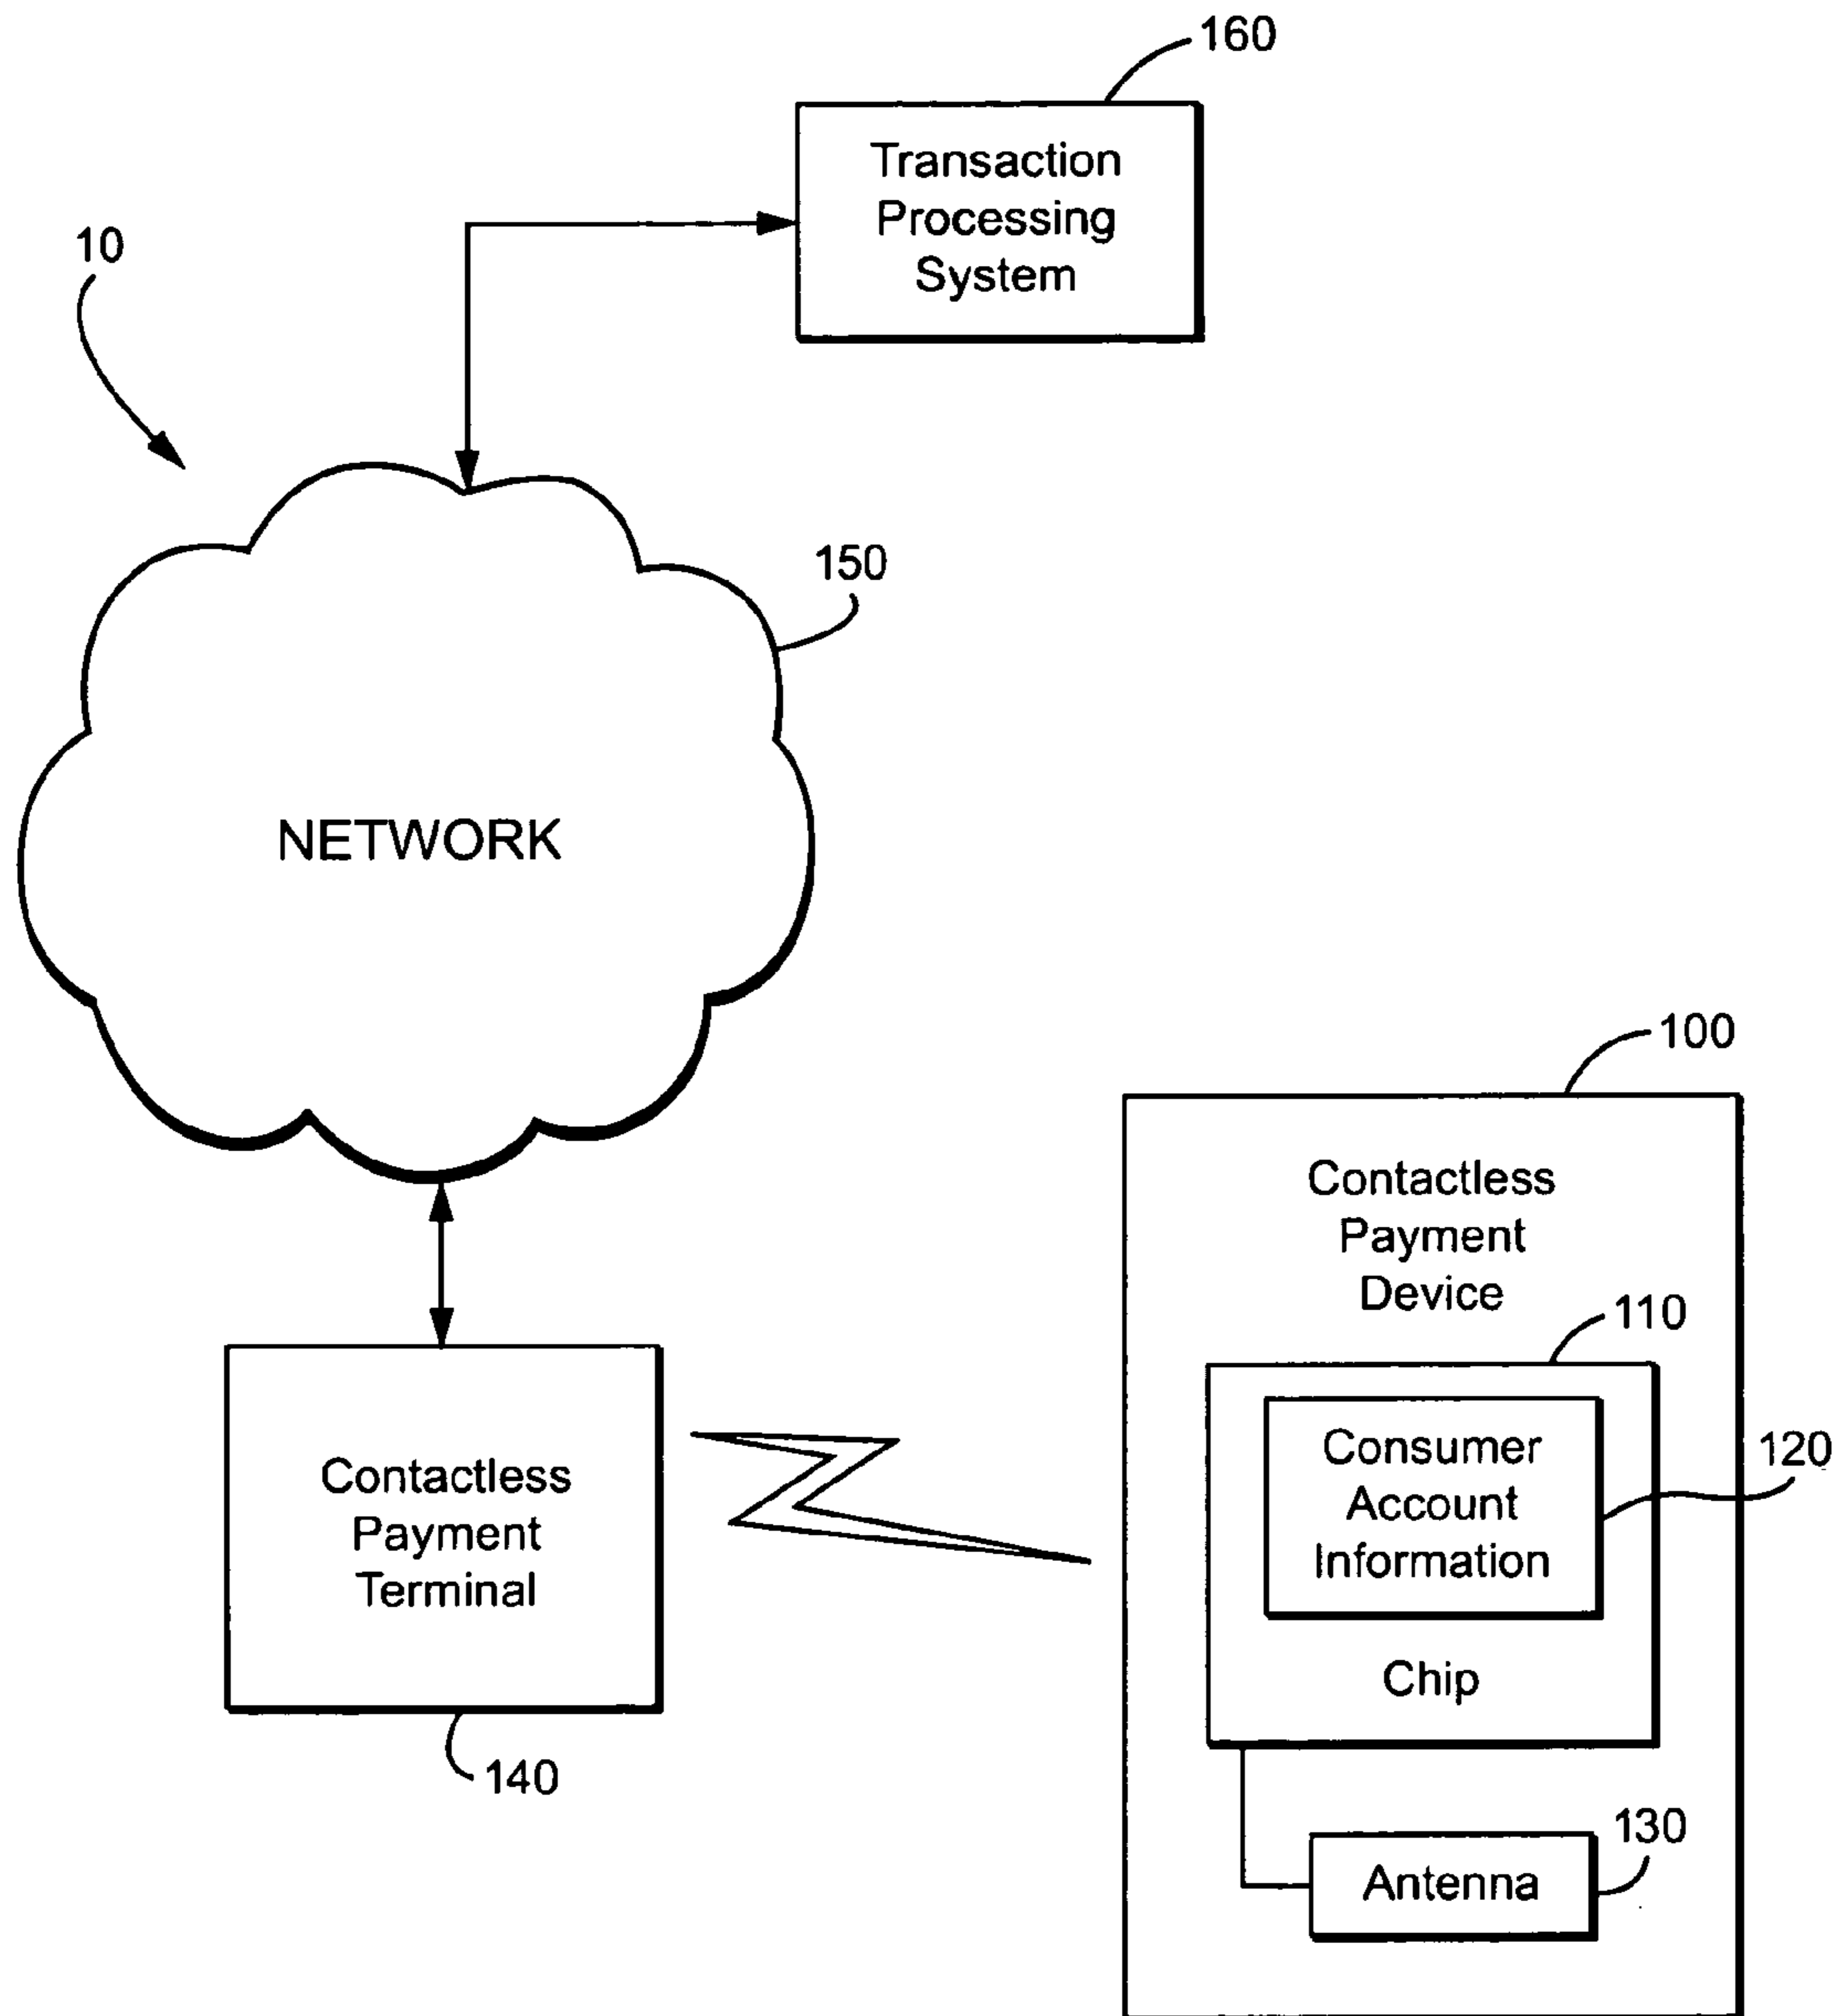 160
Transaction
Processing
System
10
150
NETWORK
100
Contactless
Payment
Device
110
Consumer
Account
Information
120
Chip
Contactless
Payment
Terminal
140
130
Antenna